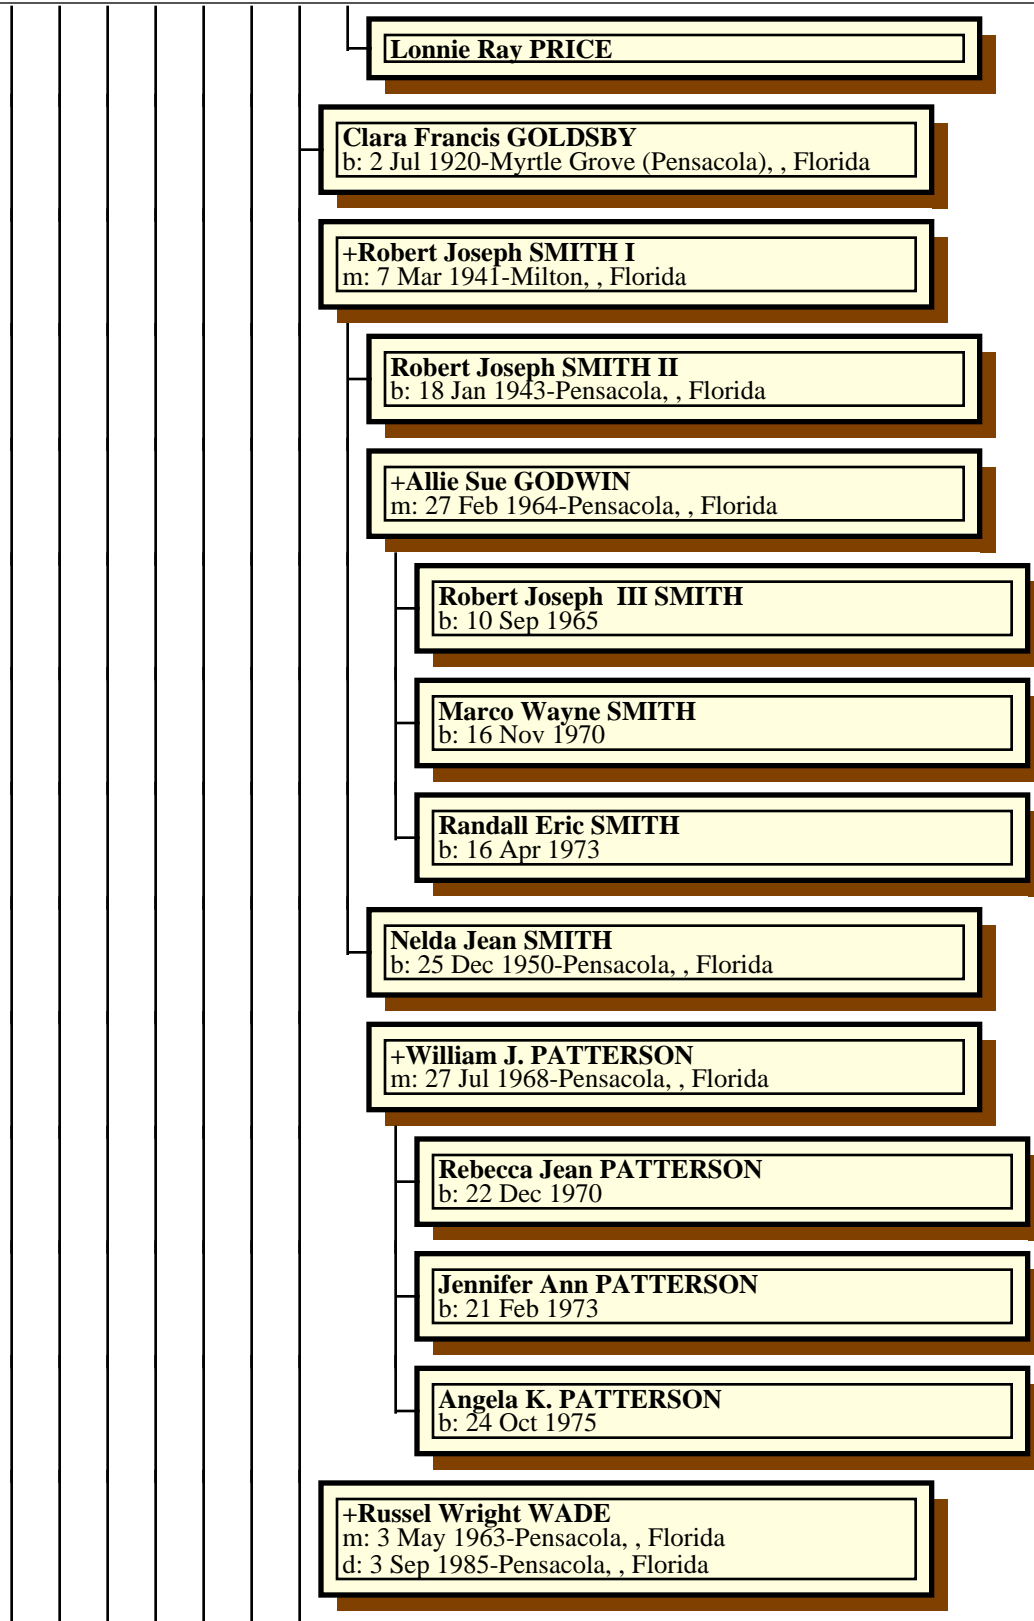 Lonnie Ray PRICE
Clara Francis GOLDSBY
b: 2 Jul 1920-Myrtle Grove (Pensacola), , Florida
+Robert Joseph SMITH I
m: 7 Mar 1941-Milton, , Florida
Robert Joseph SMITH II
b: 18 Jan 1943-Pensacola, , Florida
+Allie Sue GODWIN
m: 27 Feb 1964-Pensacola, , Florida
Robert Joseph  III SMITH
b: 10 Sep 1965
Marco Wayne SMITH
b: 16 Nov 1970
Randall Eric SMITH
b: 16 Apr 1973
Nelda Jean SMITH
b: 25 Dec 1950-Pensacola, , Florida
+William J. PATTERSON
m: 27 Jul 1968-Pensacola, , Florida
Rebecca Jean PATTERSON
b: 22 Dec 1970
Jennifer Ann PATTERSON
b: 21 Feb 1973
Angela K. PATTERSON
b: 24 Oct 1975
+Russel Wright WADE
m: 3 May 1963-Pensacola, , Florida
d: 3 Sep 1985-Pensacola, , Florida